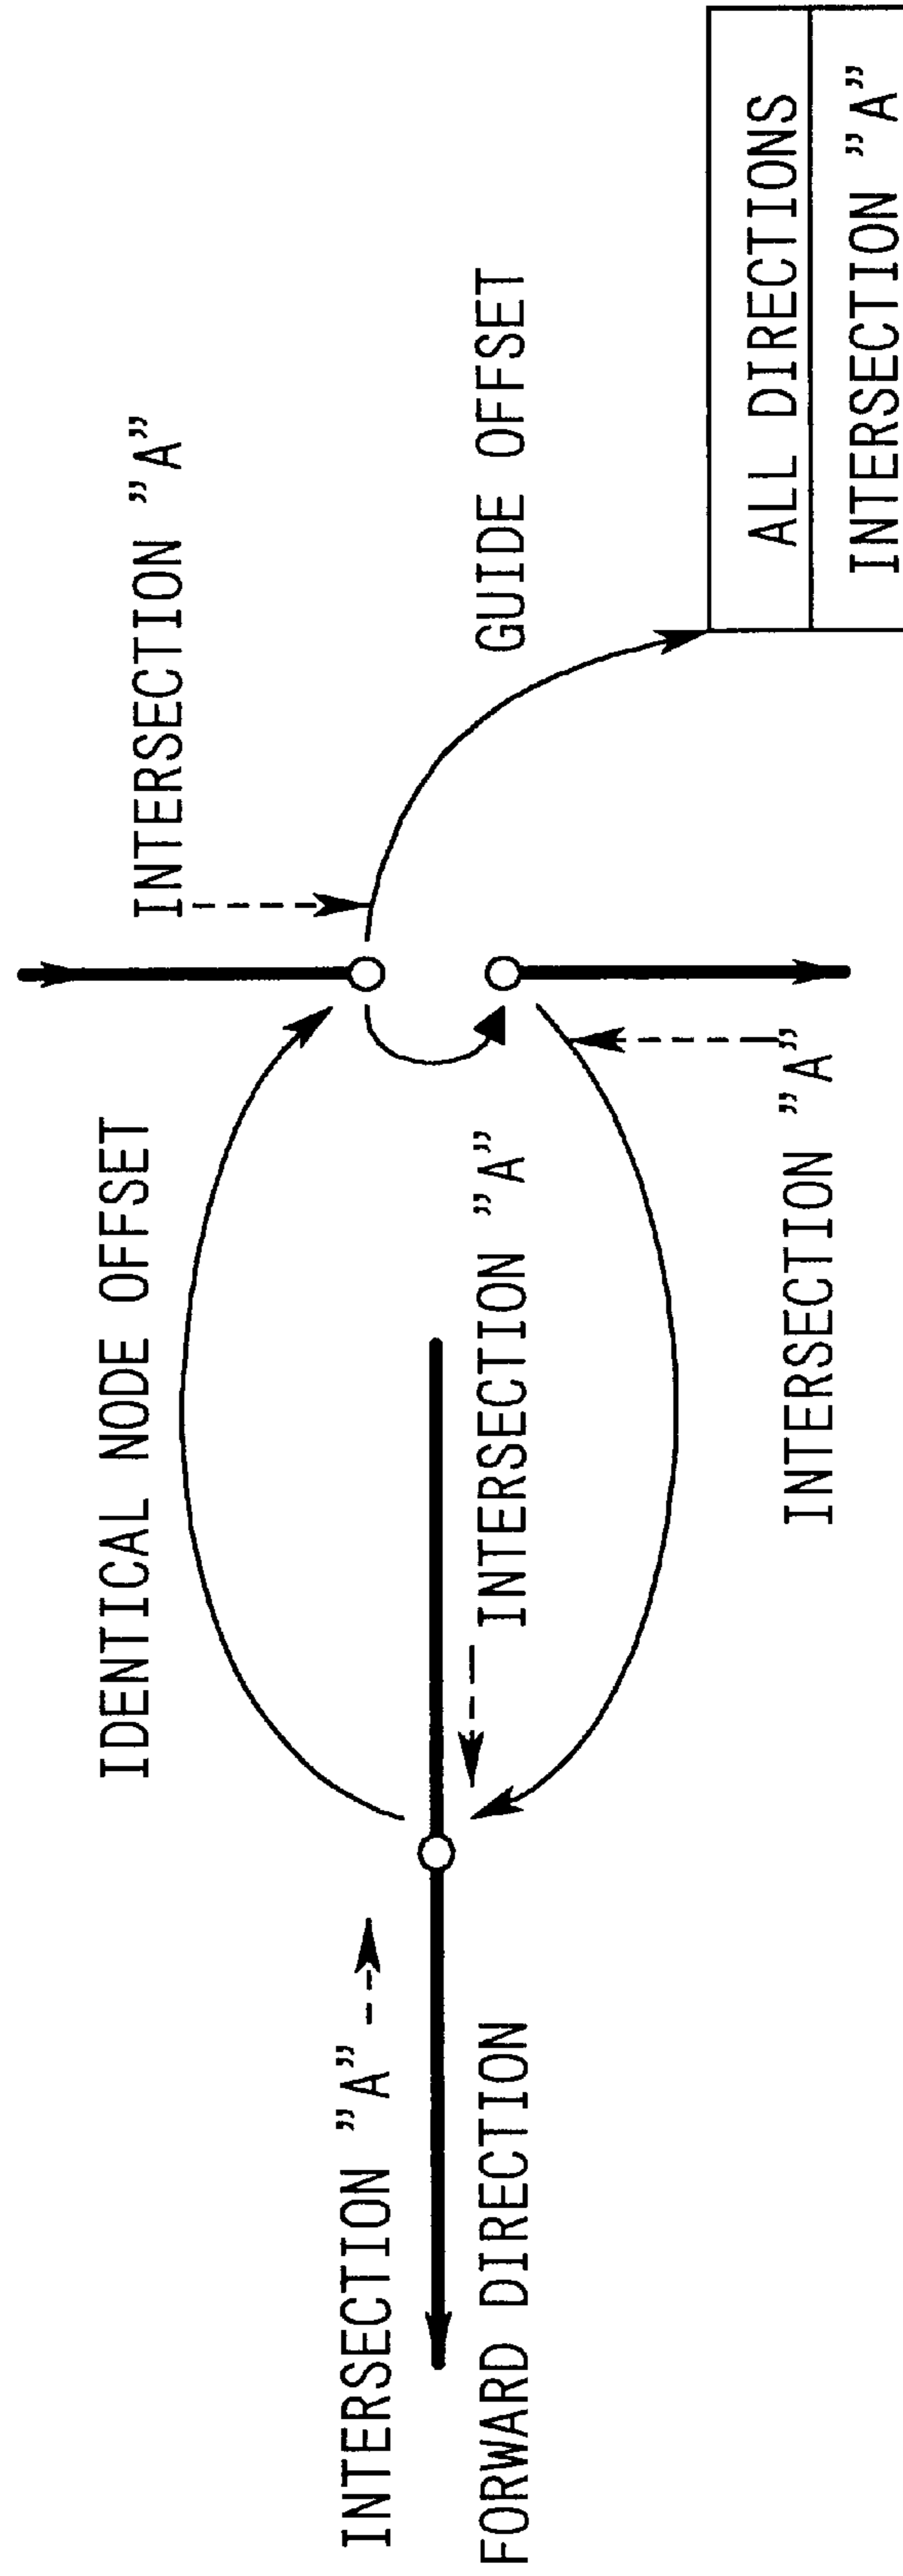 IDENTICAL NODE OFFSET
INTERSECTION "A"
INTERSECTION "A"
FORWARD DIRECTION
INTERSECTION "A"
GUIDE OFFSET
INTERSECTION "A"
ALL DIRECTIONS
INTERSECTION "A"